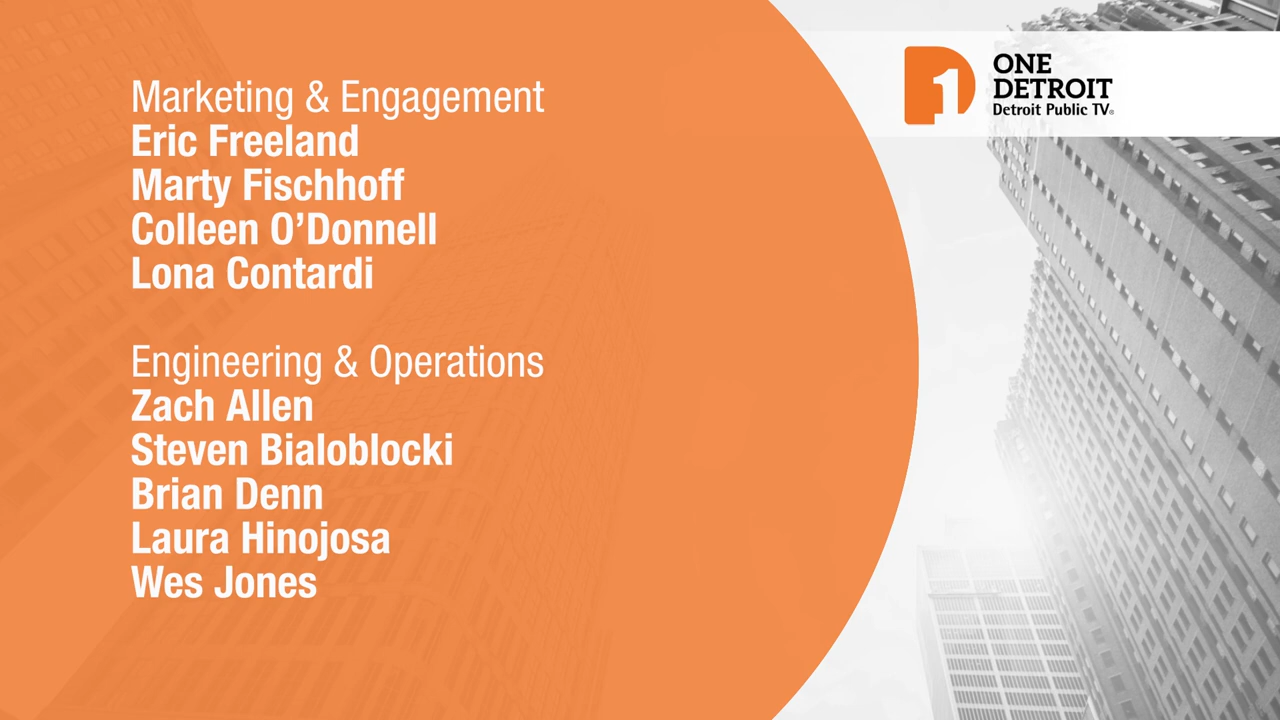 Marketing & Engagement
Eric Freeland
Marty Fischhoff
Colleen O’Donnell
Lona Contardi
Engineering & Operations
Zach Allen
Steven Bialoblocki
Brian Denn
Laura Hinojosa
Wes Jones
1
ONE
DETROIT
Detroit Public TV®